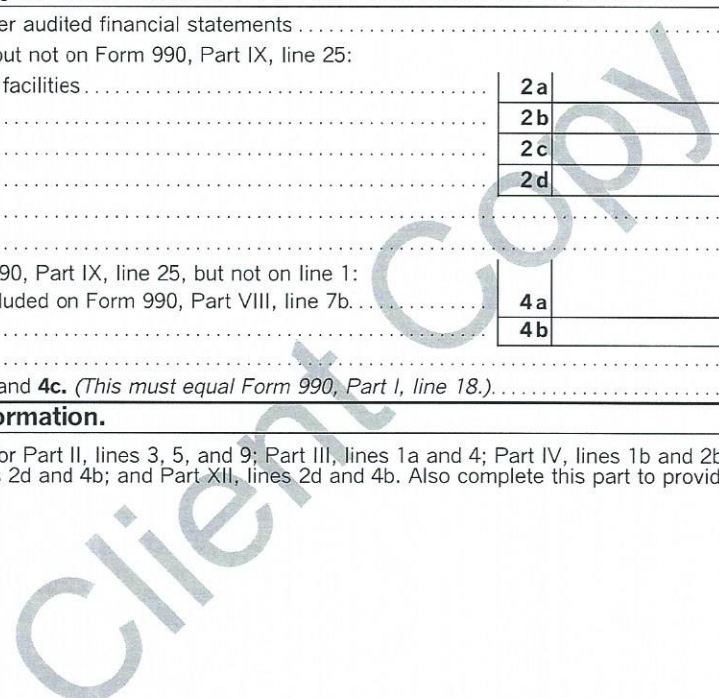 er audited financial statements
out not on Form 990, Part IX, line 25:
facilities 2a
2b
2c
2d
90, Part IX, line 25, but not on line 1:
luded on Form 990, Part VIII, line 7b. 4a
4b
and 4c. (This must equal Form 990, Part I, line 18.)
ormation.
or Part II, lines 3, 5, and 9; Part III, lines 1a and 4; Part IV, lines 1b and 2b
s 2d and 4b; and Part XII, lines 2d and 4b. Also complete this part to provid
Client Copy